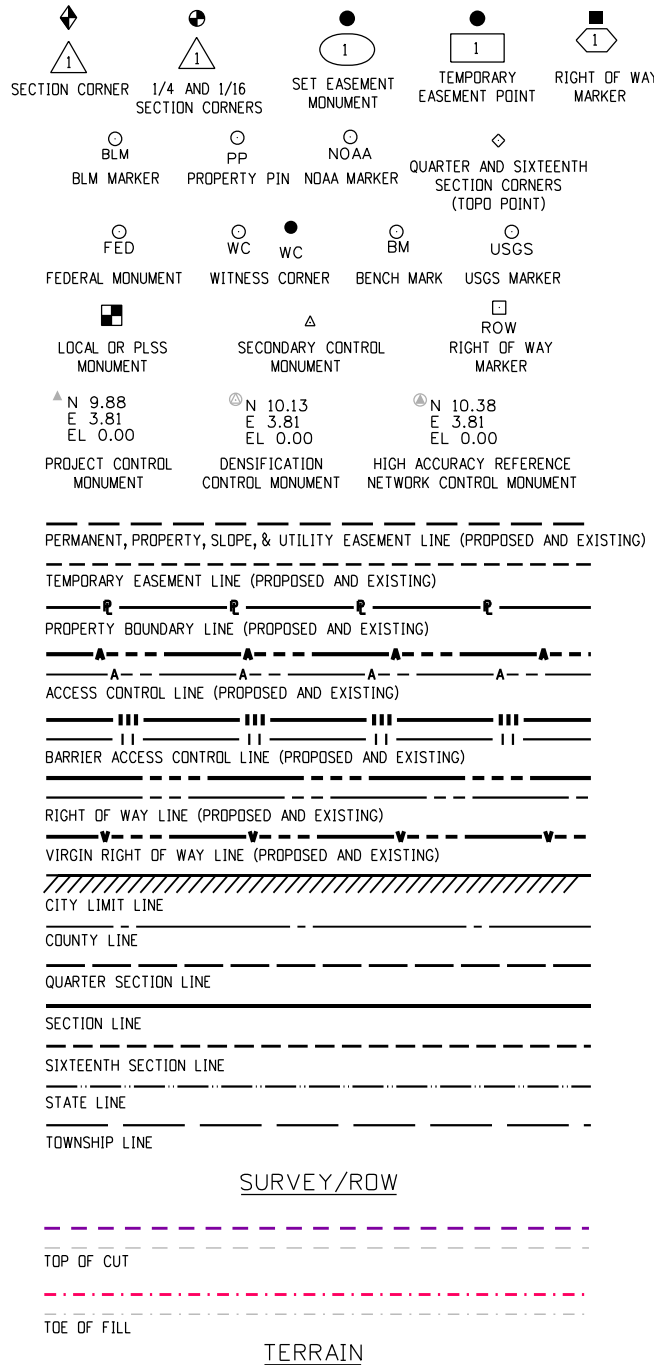 1
1
1
1
1
SECTION CORNER
1/4 AND 1/16
SECTION CORNERS
SET EASEMENT
MONUMENT
TEMPORARY
EASEMENT POINT
RIGHT OF WAY
MARKER
BLM
BLM MARKER
PP
PROPERTY PIN
NOAA
NOAA MARKER
QUARTER AND SIXTEENTH
SECTION CORNERS
(TOPO POINT)
FED
FEDERAL MONUMENT
WC
WC
WITNESS CORNER
BM
BENCH MARK
USGS
USGS MARKER
LOCAL OR PLSS
MONUMENT
SECONDARY CONTROL
MONUMENT
ROW
RIGHT OF WAY
MARKER
N 9.88
E 3.81
EL 0.00
PROJECT CONTROL
MONUMENT
N 10.13
E 3.81
EL 0.00
DENSIFICATION
CONTROL MONUMENT
N 10.38
E 3.81
EL 0.00
HIGH ACCURACY REFERENCE
NETWORK CONTROL MONUMENT
PERMANENT, PROPERTY, SLOPE, & UTILITY EASEMENT LINE (PROPOSED AND EXISTING)
TEMPORARY EASEMENT LINE (PROPOSED AND EXISTING)
PL PL PL PL
PROPERTY BOUNDARY LINE (PROPOSED AND EXISTING)
A A A A
A A A A
ACCESS CONTROL LINE (PROPOSED AND EXISTING)
BARRIER ACCESS CONTROL LINE (PROPOSED AND EXISTING)
RIGHT OF WAY LINE (PROPOSED AND EXISTING)
V V V V
VIRGIN RIGHT OF WAY LINE (PROPOSED AND EXISTING)
CITY LIMIT LINE
COUNTY LINE
QUARTER SECTION LINE
SECTION LINE
SIXTEENTH SECTION LINE
STATE LINE
TOWNSHIP LINE
SURVEY/ROW
TOP OF CUT
TOE OF FILL
TERRAIN